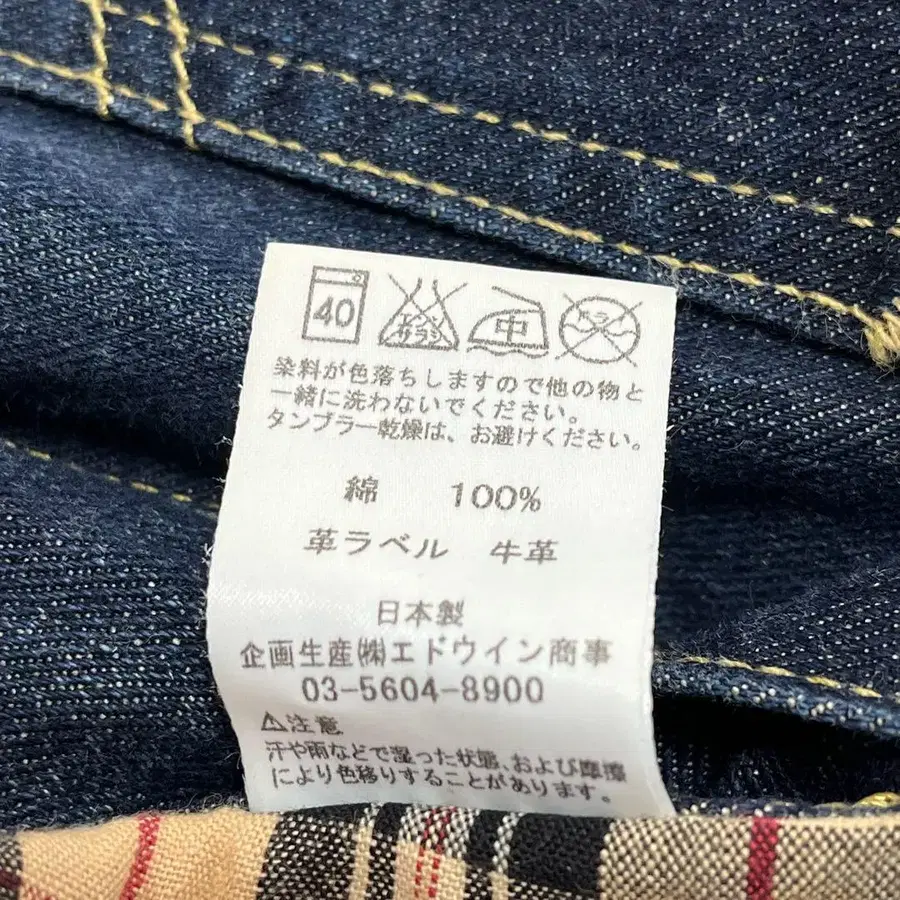 40 エンソサラシ 中 ドライ
染料が色落ちしますので他の物と
一緒に洗わないでください。
タンブラー乾燥は、お避けください。
綿 100%
革ラベル 牛革
日本製
企画生産㈱エドウイン商事
03-5604-8900
⚠注意
汗や雨などで湿った状態、および摩擦
により色移りすることがあります。